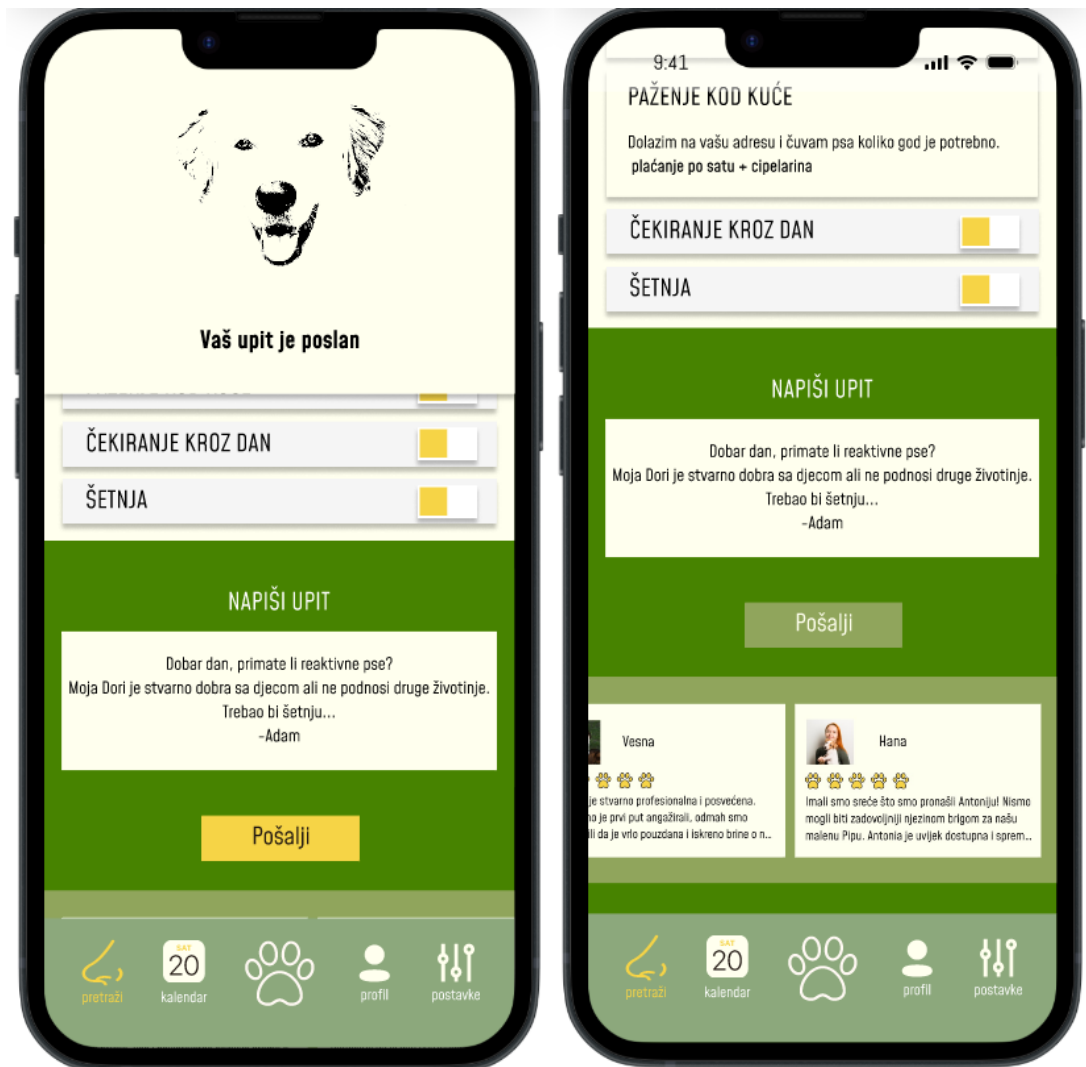 Vaš upit je poslan
ČEKIRANJE KROZ DAN
ŠETNJA
NAPIŠI UPIT
Dobar dan, primate li reaktivne pse?
Moja Dori je stvarno dobra sa djecom ali ne podnosi druge životinje.
Trebao bi šetnju...
-Adam
Pošalji
pretraži
SAT
20
kalendar
profil
postavke
9:41
PAŽENJE KOD KUĆE
Dolazim na vašu adresu i čuvam psa koliko god je potrebno.
plaćanje po satu + cipelarina
ČEKIRANJE KROZ DAN
ŠETNJA
NAPIŠI UPIT
Dobar dan, primate li reaktivne pse?
Moja Dori je stvarno dobra sa djecom ali ne podnosi druge životinje.
Trebao bi šetnju...
-Adam
Pošalji
Vesna
je stvarno profesionalna i posvećena.
je prvi put angažirali, odmah smo
da je vrlo pouzdana i iskreno brine o n...
Hana
Imali smo sreće što smo pronašli Antoniju! Nismo
mogli biti zadovoljniji njezinom brigom za našu
malenu Pipu. Antonia je uvijek dostupna i sprem...
pretraži
SAT
20
kalendar
profil
postavke